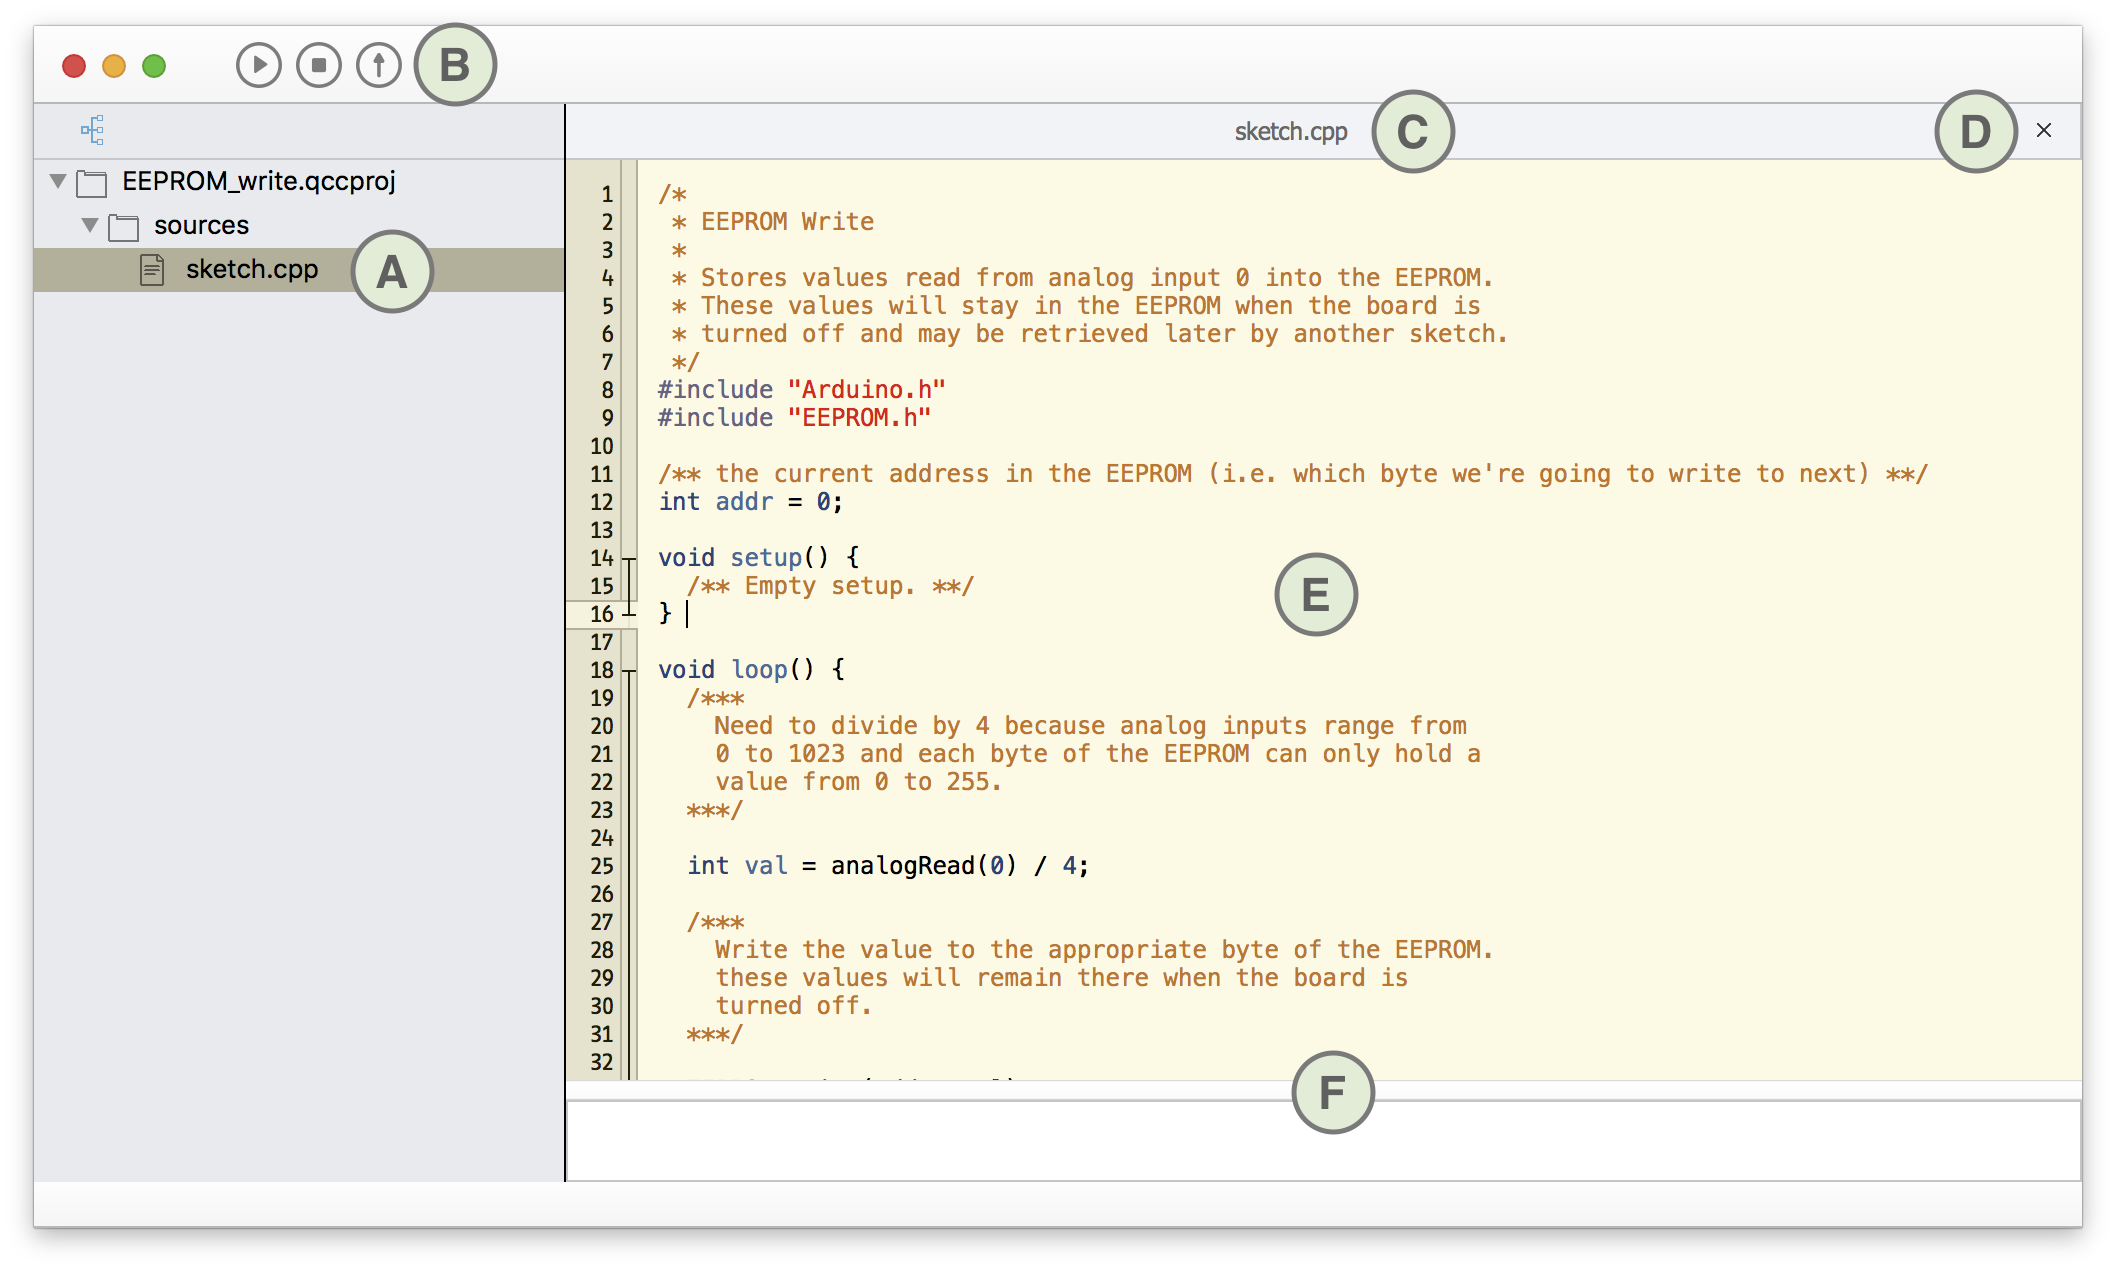 B
sketch.cpp C D
EEPROM_write.qccproj
sources
sketch.cpp A
1 /*
2  * EEPROM Write
3  *
4  * Stores values read from analog input 0 into the EEPROM.
5  * These values will stay in the EEPROM when the board is
6  * turned off and may be retrieved later by another sketch.
7  */
8 #include "Arduino.h"
9 #include "EEPROM.h"
10
11 /** the current address in the EEPROM (i.e. which byte we're going to write to next) **/
12 int addr = 0;
13
14 void setup() {
15   /** Empty setup. **/
16 }
E
17
18 void loop() {
19   /***
20     Need to divide by 4 because analog inputs range from
21     0 to 1023 and each byte of the EEPROM can only hold a
22     value from 0 to 255.
23   ***/
24
25   int val = analogRead(0) / 4;
26
27   /***
28     Write the value to the appropriate byte of the EEPROM.
29     these values will remain there when the board is
30     turned off.
31   ***/
32
F